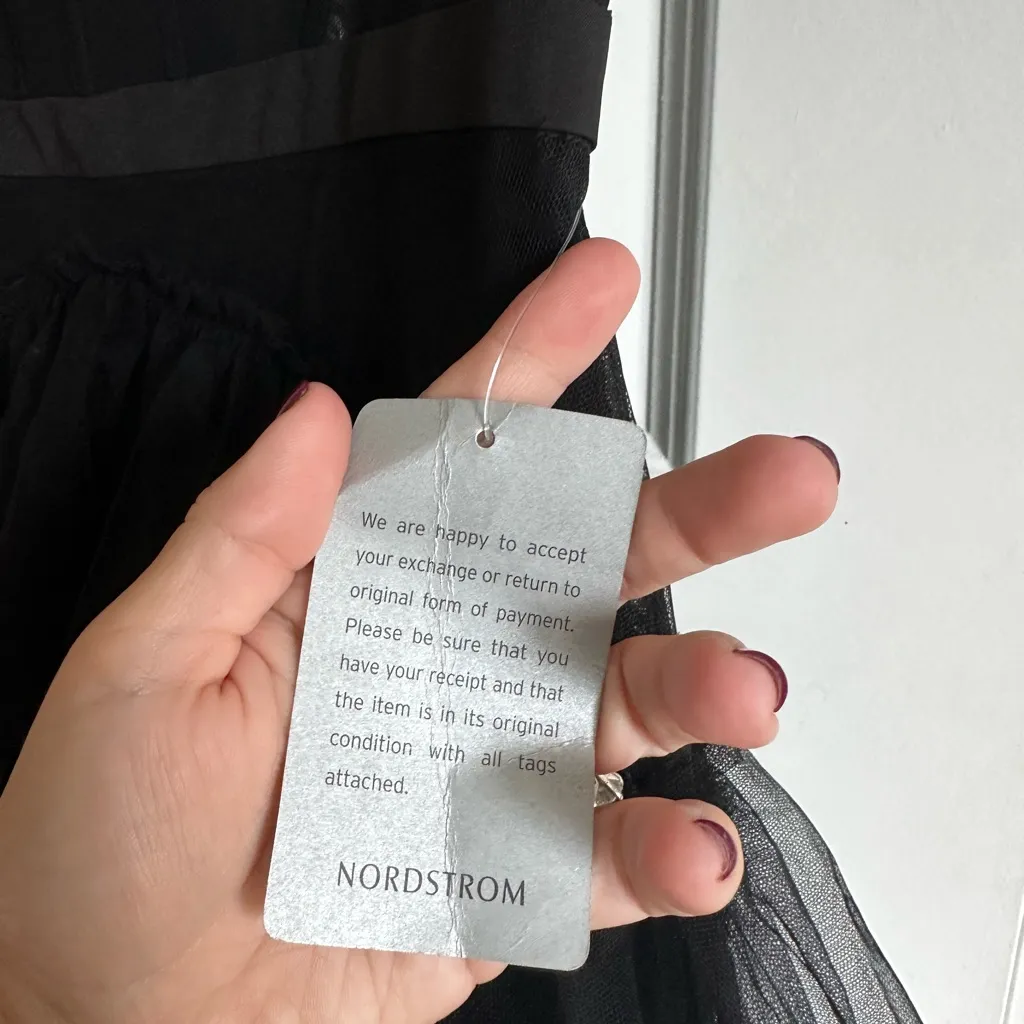 We are happy to accept
your exchange or return to
original form of payment.
Please be sure that you
have your receipt and that
the item is in its original
condition with all tags
attached.
NORDSTROM